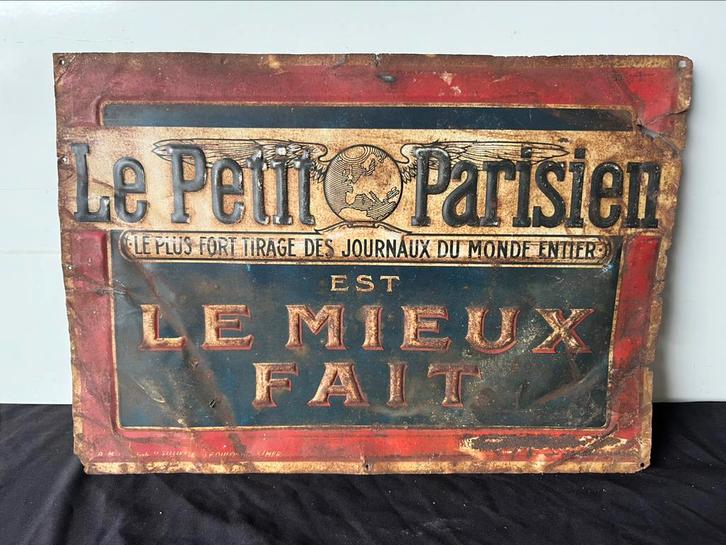 Le Petit Parisien
LE PLUS FORT TIRAGE DES JOURNAUX DU MONDE ENTIER
EST
LE MIEUX
FAIT